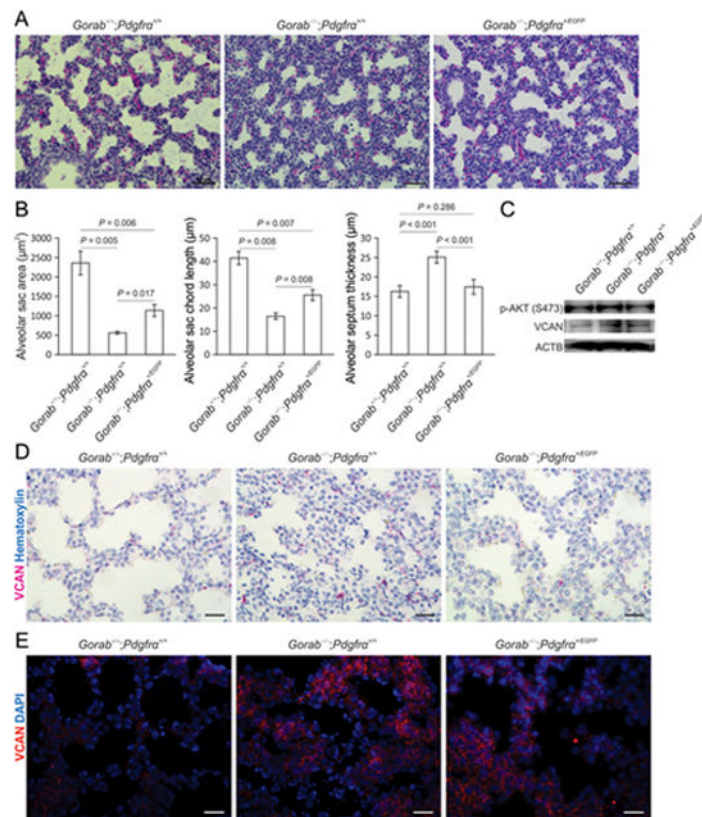 A
Gorab⁺/⁺;Pdgfrα⁺/⁺
Gorab⁻/⁻;Pdgfrα⁺/⁺
Gorab⁻/⁻;Pdgfrα⁺/EGFP
B
P = 0.006
P = 0.005
P = 0.017
Alveolar sac area (μm²)
3000
2500
2000
1500
1000
500
0
Gorab⁺/⁺;Pdgfrα⁺/⁺
Gorab⁻/⁻;Pdgfrα⁺/⁺
Gorab⁻/⁻;Pdgfrα⁺/EGFP
P = 0.007
P = 0.008
P = 0.008
Alveolar sac chord length (μm)
50
40
30
20
10
0
Gorab⁺/⁺;Pdgfrα⁺/⁺
Gorab⁻/⁻;Pdgfrα⁺/⁺
Gorab⁻/⁻;Pdgfrα⁺/EGFP
P = 0.286
P < 0.001
P < 0.001
Alveolar septum thickness (μm)
30
25
20
15
10
5
0
Gorab⁺/⁺;Pdgfrα⁺/⁺
Gorab⁻/⁻;Pdgfrα⁺/⁺
Gorab⁻/⁻;Pdgfrα⁺/EGFP
C
Gorab⁺/⁺;Pdgfrα⁺/⁺
Gorab⁻/⁻;Pdgfrα⁺/⁺
Gorab⁻/⁻;Pdgfrα⁺/EGFP
p-AKT (S473)
VCAN
ACTB
D
Gorab⁺/⁺;Pdgfrα⁺/⁺
Gorab⁻/⁻;Pdgfrα⁺/⁺
Gorab⁻/⁻;Pdgfrα⁺/EGFP
VCAN Hematoxylin
E
Gorab⁺/⁺;Pdgfrα⁺/⁺
Gorab⁻/⁻;Pdgfrα⁺/⁺
Gorab⁻/⁻;Pdgfrα⁺/EGFP
VCAN DAPI